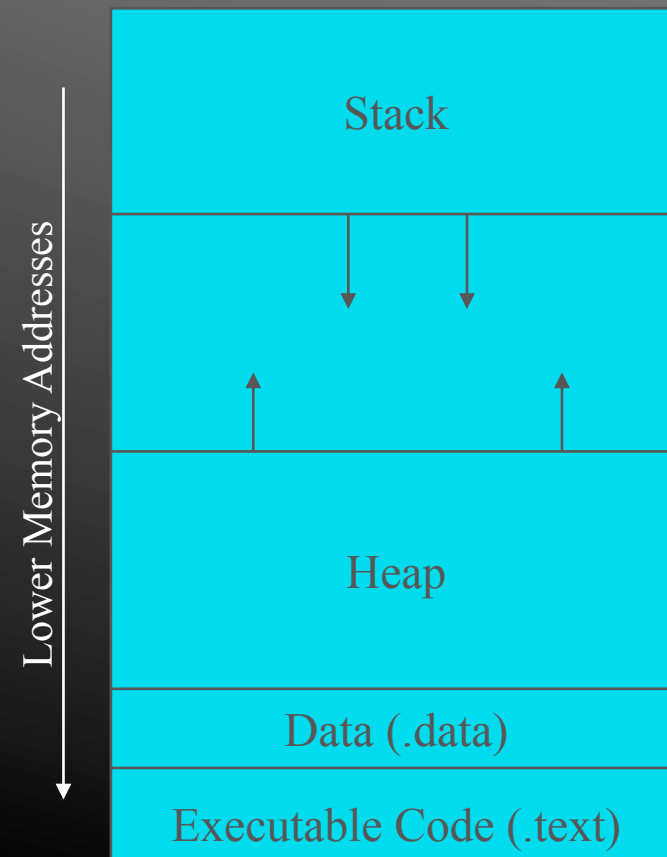 Lower Memory Addresses
Stack
Heap
Data (.data)
Executable Code (.text)